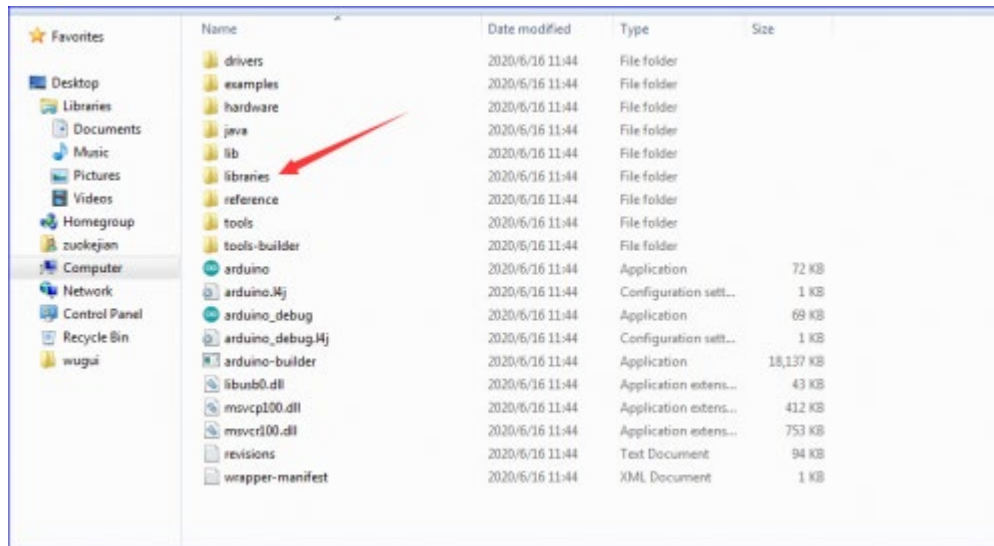 Name Date modified Type Size
Favorites
Desktop
Libraries
Documents
Music
Pictures
Videos
Homegroup
zuokejian
Computer
Network
Control Panel
Recycle Bin
wugui
drivers 2020/6/16 11:44 File folder
examples 2020/6/16 11:44 File folder
hardware 2020/6/16 11:44 File folder
java 2020/6/16 11:44 File folder
lib 2020/6/16 11:44 File folder
libraries 2020/6/16 11:44 File folder
reference 2020/6/16 11:44 File folder
tools 2020/6/16 11:44 File folder
tools-builder 2020/6/16 11:44 File folder
arduino 2020/6/16 11:44 Application 72 KB
arduino.l4j 2020/6/16 11:44 Configuration sett... 1 KB
arduino_debug 2020/6/16 11:44 Application 69 KB
arduino_debug.l4j 2020/6/16 11:44 Configuration sett... 1 KB
arduino-builder 2020/6/16 11:44 Application 18,137 KB
libusb0.dll 2020/6/16 11:44 Application extens... 43 KB
msvcp100.dll 2020/6/16 11:44 Application extens... 412 KB
msvcr100.dll 2020/6/16 11:44 Application extens... 753 KB
revisions 2020/6/16 11:44 Text Document 94 KB
wrapper-manifest 2020/6/16 11:44 XML Document 1 KB